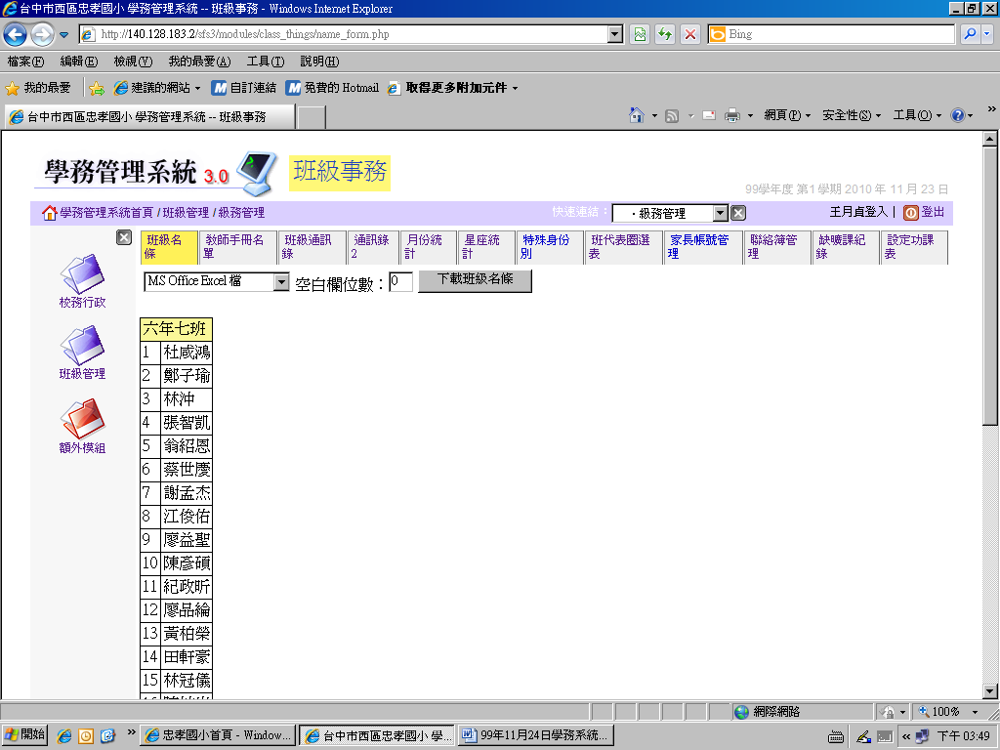 台中市西區忠孝國小 學務管理系統 -- 班級事務 - Windows Internet Explorer
http://140.128.183.2/sfs3/modules/class_things/name_form.php
Bing
檔案(F) 編輯(E) 檢視(V) 我的最愛(A) 工具(T) 說明(H)
我的最愛 建議的網站 自訂連結 免費的 Hotmail 取得更多附加元件
台中市西區忠孝國小 學務管理系統 -- 班級事務
網頁(P) 安全性(S) 工具(O) »
學務管理系統 3.0 班級事務
99學年度 第1學期 2010 年 11 月 23 日
學務管理系統首頁 / 班級管理 / 級務管理
快速連結：
．級務管理
王月貞登入 | 登出
班級名條
教師手冊名單
班級通訊錄
通訊錄2
月份統計
星座統計
特殊身份別
班代表圈選表
家長帳號管理
聯絡簿管理
缺曠課紀錄
設定功課表
校務行政
班級管理
額外模組
MS Office Excel 檔 空白欄位數：0 下載班級名條
六年七班
1 杜咸鴻
2 鄭子瑜
3 林沖
4 張智凱
5 翁紹恩
6 蔡世慶
7 謝孟杰
8 江俊佑
9 廖益聖
10 陳彥碩
11 紀政昕
12 廖品綸
13 黃柏榮
14 田軒豪
15 林冠儀
網際網路 100%
開始 » 忠孝國小首頁 - Window... 台中市西區忠孝國小 學... 99年11月24日學務系統... « 下午 03:49